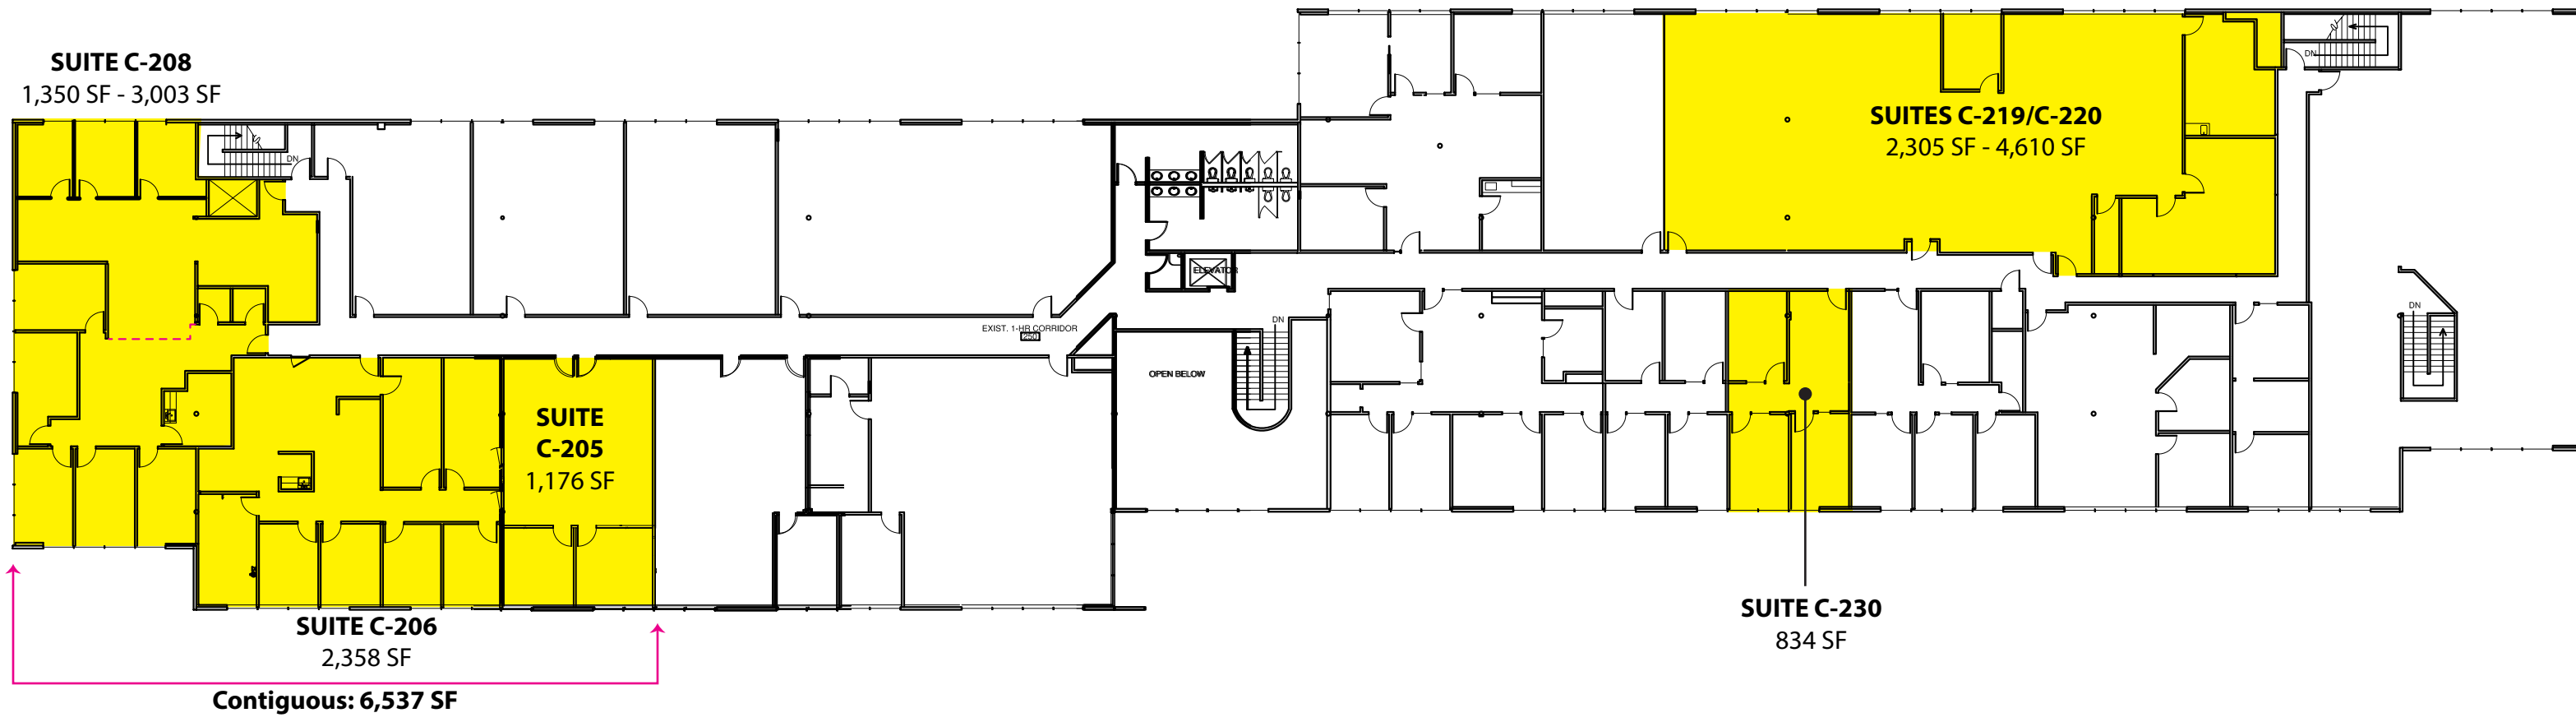 SUITE C-208
1,350 SF - 3,003 SF
DN
SUITES C-219/C-220
2,305 SF - 4,610 SF
DN
ELEVATOR
EXIST. 1-HR CORRIDOR
250
DN
DN
OPEN BELOW
SUITE
C-205
1,176 SF
SUITE C-206
2,358 SF
SUITE C-230
834 SF
Contiguous: 6,537 SF